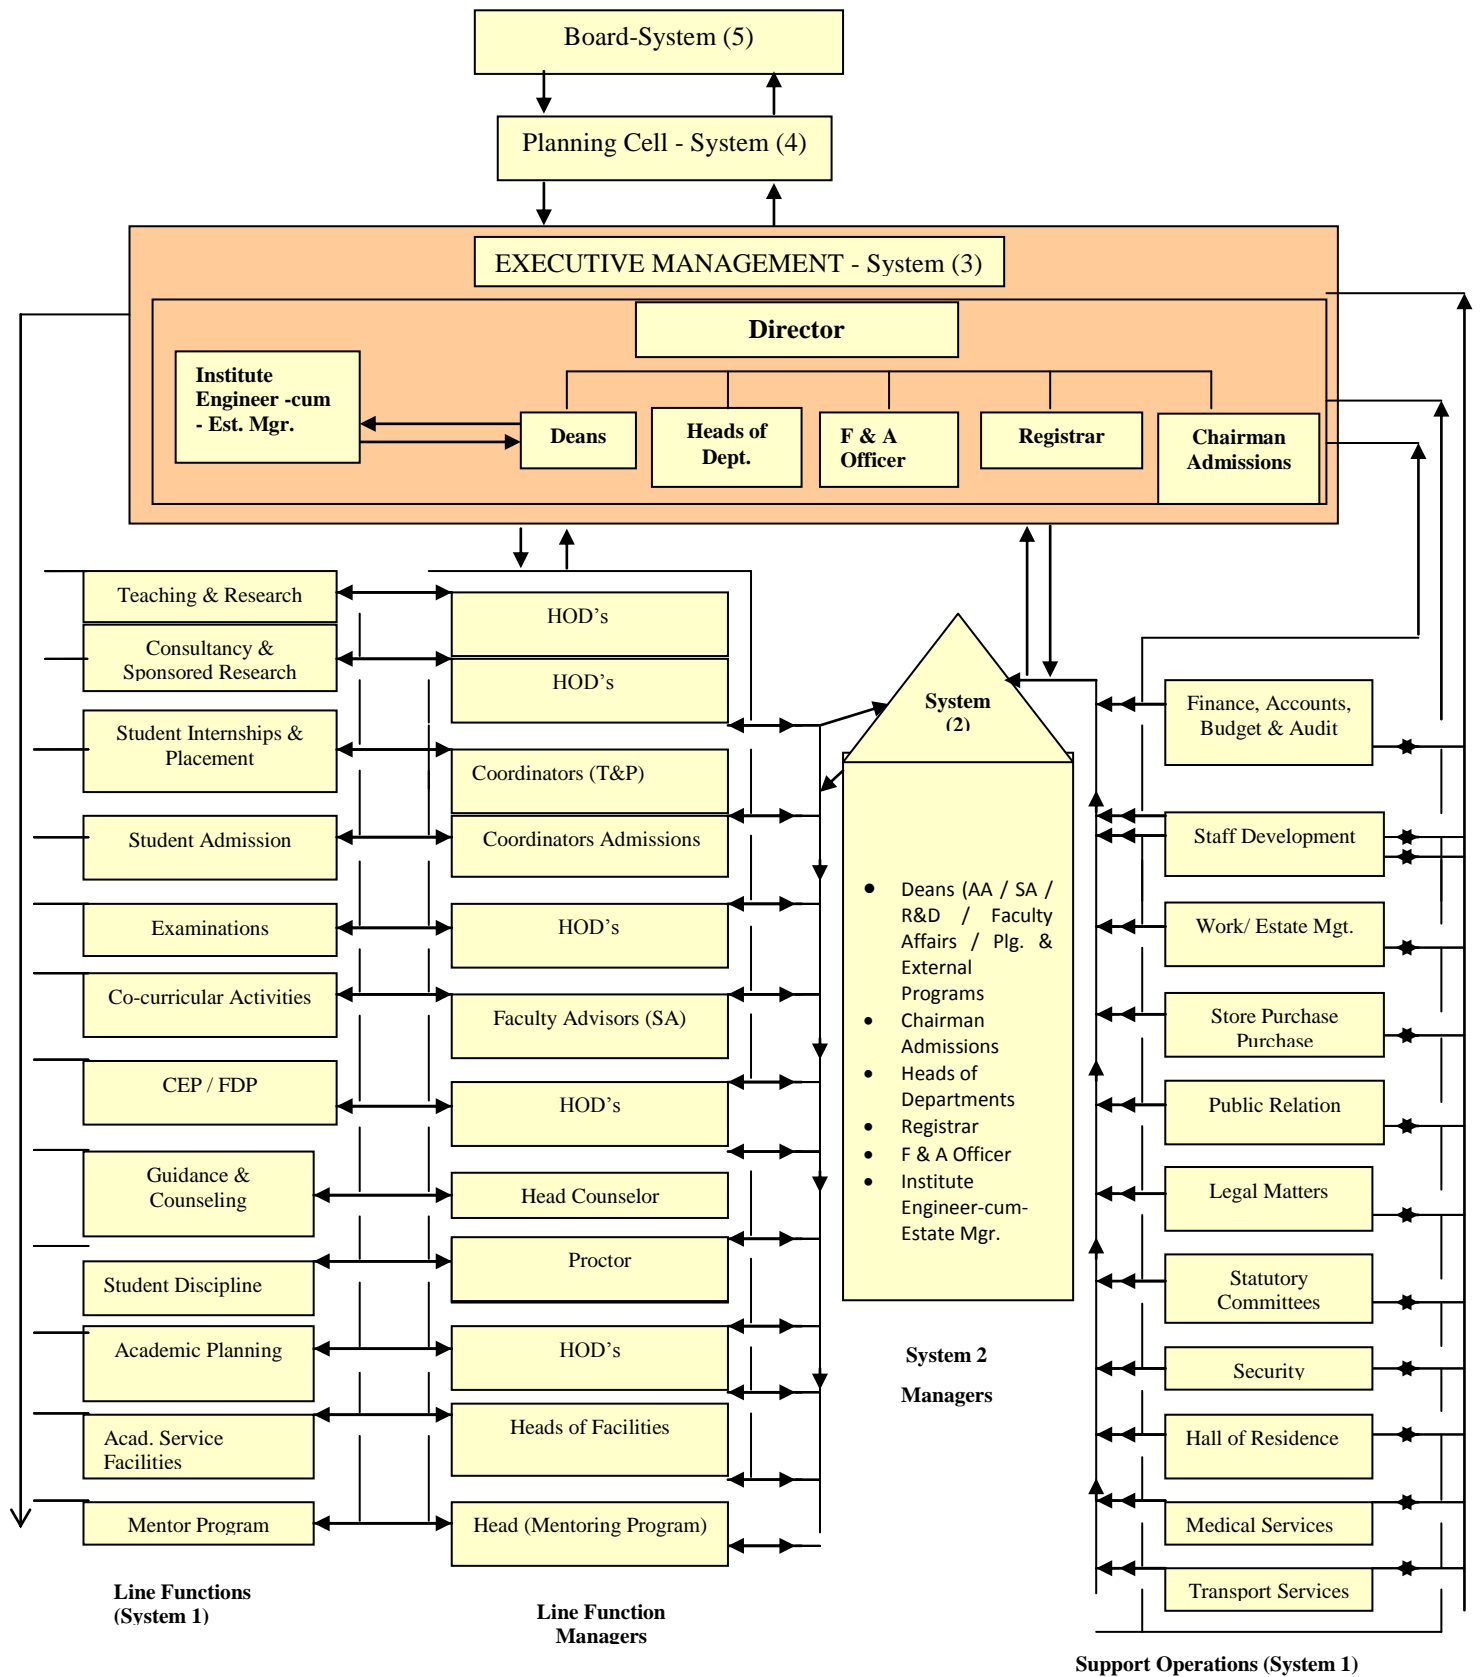 Board-System (5)
Planning Cell - System (4)
EXECUTIVE MANAGEMENT - System (3)
Director
Institute
Engineer -cum
- Est. Mgr.
Deans
Heads of
Dept.
F & A
Officer
Registrar
Chairman
Admissions
Teaching & Research
Consultancy &
Sponsored Research
Student Internships &
Placement
Student Admission
Examinations
Co-curricular Activities
CEP / FDP
Guidance &
Counseling
Student Discipline
Academic Planning
Acad. Service
Facilities
Mentor Program
Line Functions
(System 1)
HOD's
HOD's
Coordinators (T&P)
Coordinators Admissions
HOD's
Faculty Advisors (SA)
HOD's
Head Counselor
Proctor
HOD's
Heads of Facilities
Head (Mentoring Program)
Line Function
Managers
System
(2)
• Deans (AA / SA /
R&D / Faculty
Affairs / Plg. &
External
Programs
• Chairman
Admissions
• Heads of
Departments
• Registrar
• F & A Officer
• Institute
Engineer-cum-
Estate Mgr.
System 2
Managers
Finance, Accounts,
Budget & Audit
Staff Development
Work/ Estate Mgt.
Store Purchase
Purchase
Public Relation
Legal Matters
Statutory
Committees
Security
Hall of Residence
Medical Services
Transport Services
Support Operations (System 1)